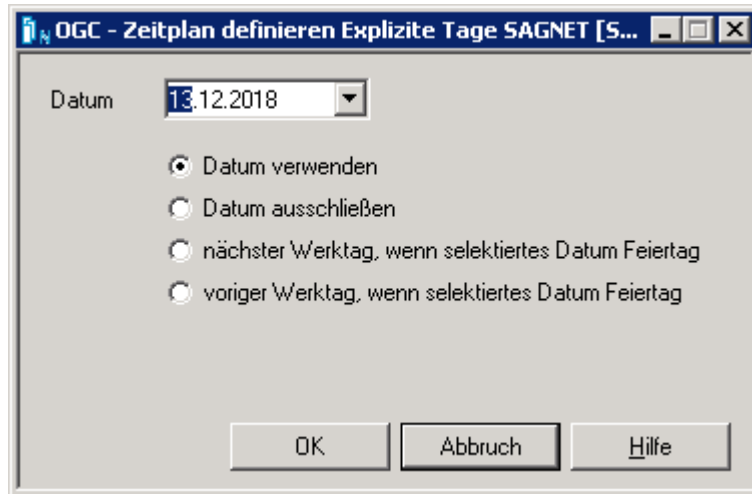 OGC - Zeitplan definieren Explizite Tage SAGNET [S...
Datum 13.12.2018
Datum verwenden
Datum ausschließen
nächster Werktag, wenn selektiertes Datum Feiertag
voriger Werktag, wenn selektiertes Datum Feiertag
OK Abbruch Hilfe